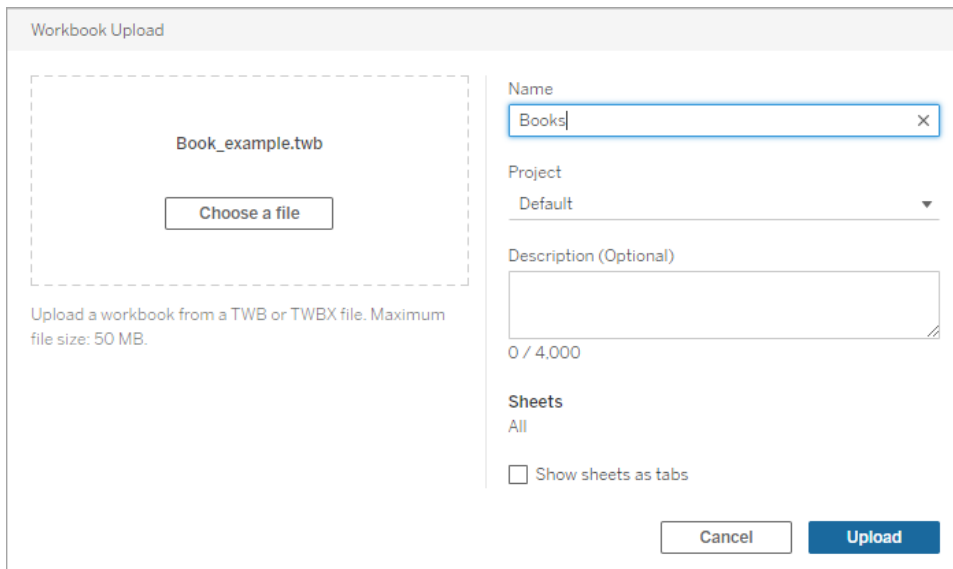 Workbook Upload
Book_example.twb
Choose a file
Upload a workbook from a TWB or TWBX file. Maximum
file size: 50 MB.
Name
Books
Project
Default
Description (Optional)
0 / 4,000
Sheets
All
Show sheets as tabs
Cancel
Upload